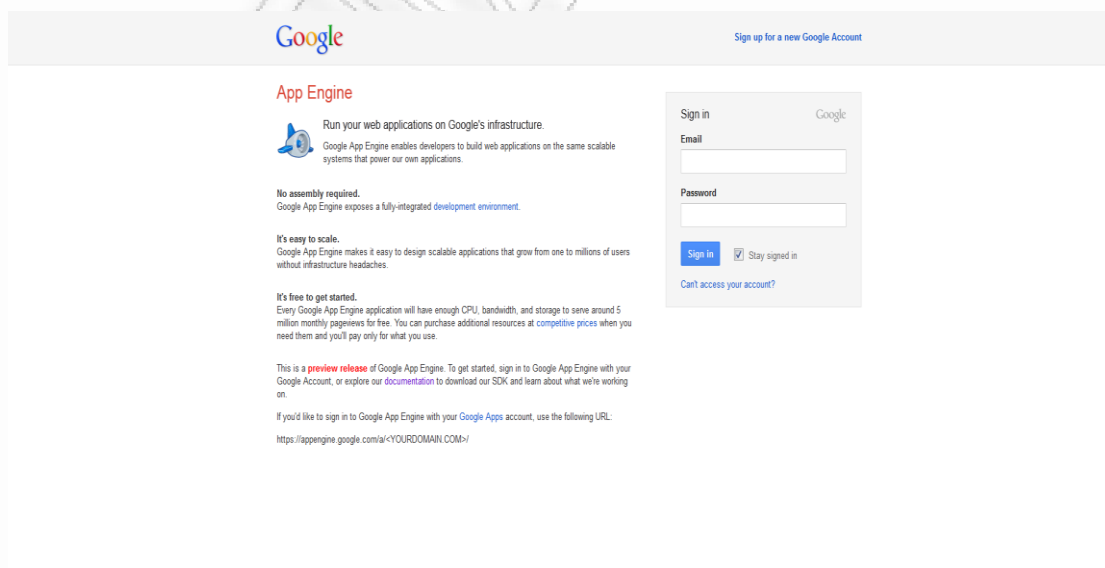 Google
Sign up for a new Google Account
App Engine
Run your web applications on Google's infrastructure.
Google App Engine enables developers to build web applications on the same scalable
systems that power our own applications.
No assembly required.
Google App Engine exposes a fully-integrated development environment.
It's easy to scale.
Google App Engine makes it easy to design scalable applications that grow from one to millions of users
without infrastructure headaches.
It's free to get started.
Every Google App Engine application will have enough CPU, bandwidth, and storage to serve around 5
million monthly pageviews for free. You can purchase additional resources at competitive prices when you
need them and you'll pay only for what you use.
This is a preview release of Google App Engine. To get started, sign in to Google App Engine with your
Google Account, or explore our documentation to download our SDK and learn about what we're working
on.
If you'd like to sign in to Google App Engine with your Google Apps account, use the following URL:
https://appengine.google.com/a/<YOURDOMAIN.COM>/
Sign in Google
Email
Password
Sign in Stay signed in
Can't access your account?